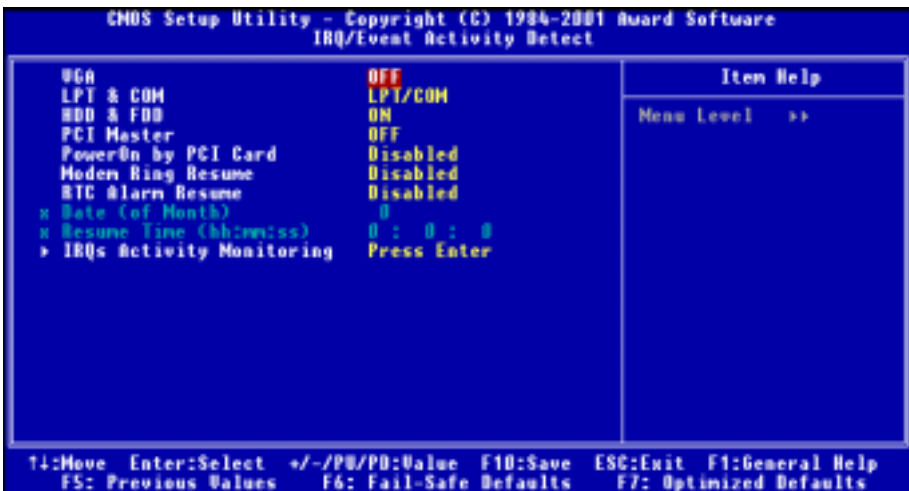 CMOS Setup Utility - Copyright (C) 1984-2001 Award Software
IRQ/Event Activity Detect
VGA OFF
LPT & COM LPT/COM
HDD & FDD ON
PCI Master OFF
PowerOn by PCI Card Disabled
Modem Ring Resume Disabled
RTC Alarm Resume Disabled
x Date (of Month) 0
x Resume Time (hh:mm:ss) 0 : 0 : 0
▸ IRQs Activity Monitoring Press Enter
Item Help
Menu Level ▸▸
↑↓:Move Enter:Select +/-/PU/PD:Value F10:Save ESC:Exit F1:General Help
F5: Previous Values F6: Fail-Safe Defaults F7: Optimized Defaults